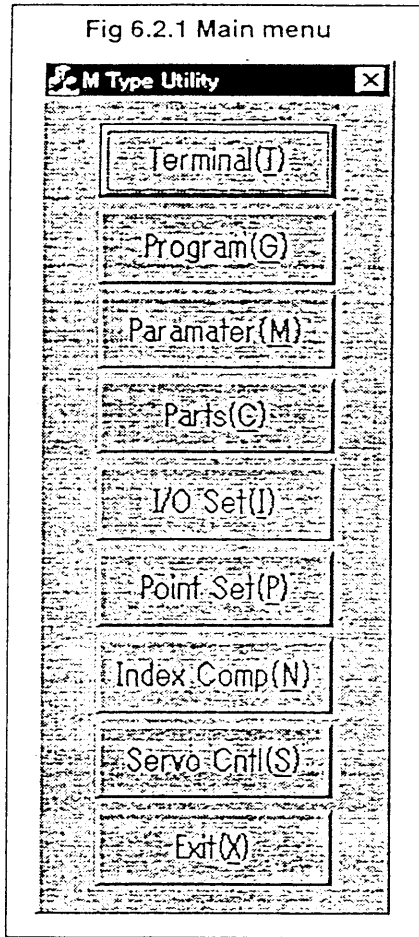 Fig 6.2.1 Main menu
M Type Utility
Terminal(T)
Program(G)
Paramater(M)
Parts(C)
I/O Set(I)
Point Set(P)
Index Comp(N)
Servo Cntl(S)
Exit(X)